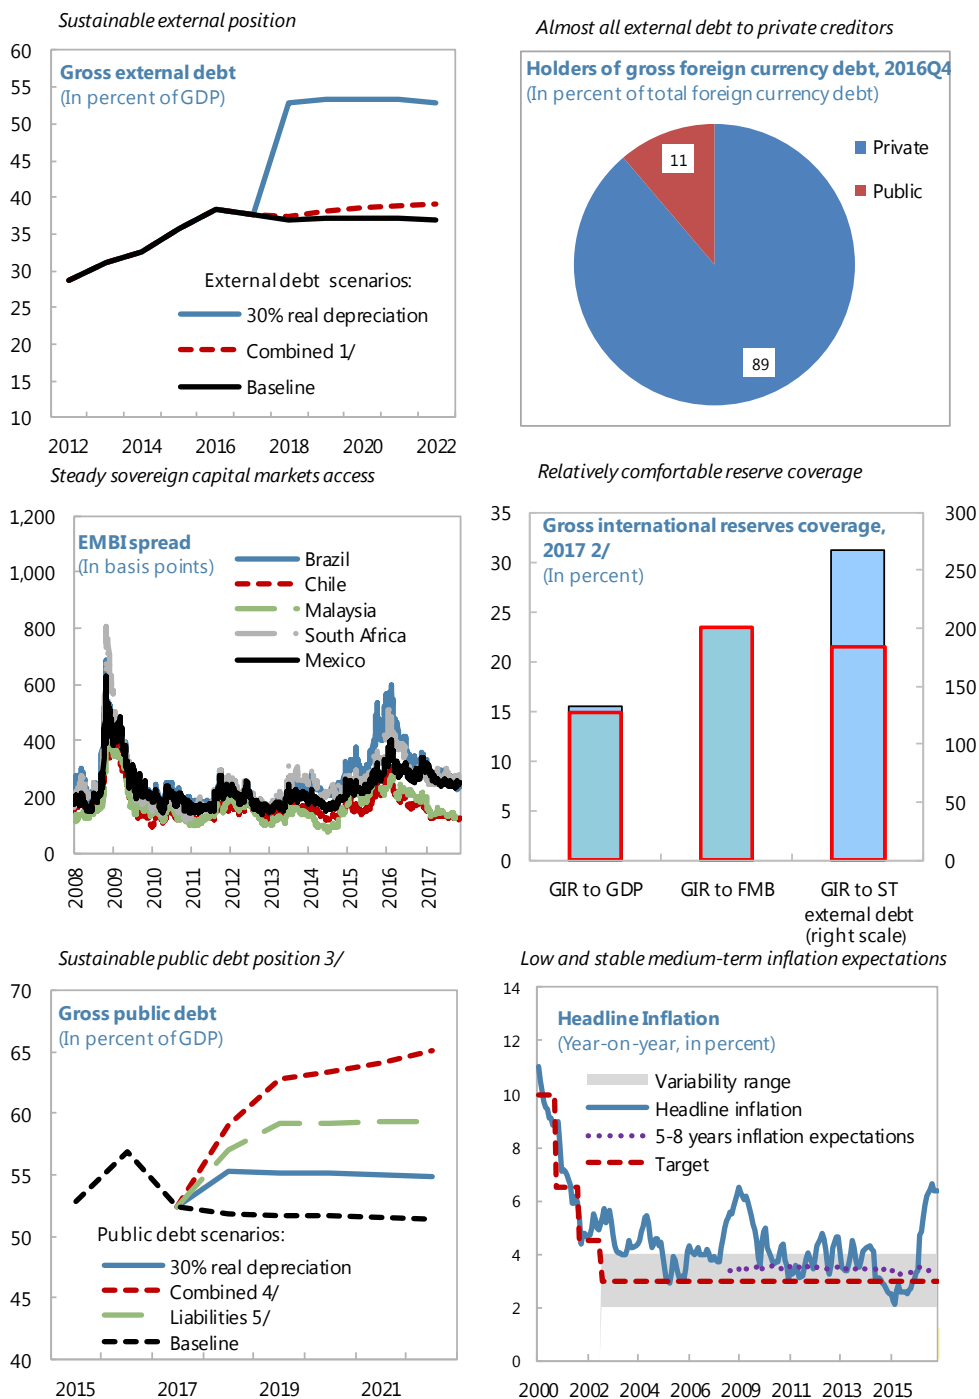 Sustainable external position
Gross external debt
(In percent of GDP)
60
55
50
45
40
35
30
25
20
15
10
External debt scenarios:
30% real depreciation
Combined 1/
Baseline
2012 2014 2016 2018 2020 2022
Almost all external debt to private creditors
Holders of gross foreign currency debt, 2016Q4
(In percent of total foreign currency debt)
Private
Public
11
89
Steady sovereign capital markets access
EMBI spread
(In basis points)
1,200
1,000
800
600
400
200
0
Brazil
Chile
Malaysia
South Africa
Mexico
2008 2009 2010 2011 2012 2013 2014 2015 2016 2017
Relatively comfortable reserve coverage
Gross international reserves coverage,
2017 2/
(In percent)
35
30
25
20
15
10
5
0
300
250
200
150
100
50
0
GIR to GDP
GIR to FMB
GIR to ST
external debt
(right scale)
Sustainable public debt position 3/
Gross public debt
(In percent of GDP)
70
65
60
55
50
45
40
Public debt scenarios:
30% real depreciation
Combined 4/
Liabilities 5/
Baseline
2015 2017 2019 2021
Low and stable medium-term inflation expectations
Headline Inflation
(Year-on-year, in percent)
14
12
10
8
6
4
2
0
Variability range
Headline inflation
5-8 years inflation expectations
Target
2000 2002 2004 2007 2009 2011 2013 2015